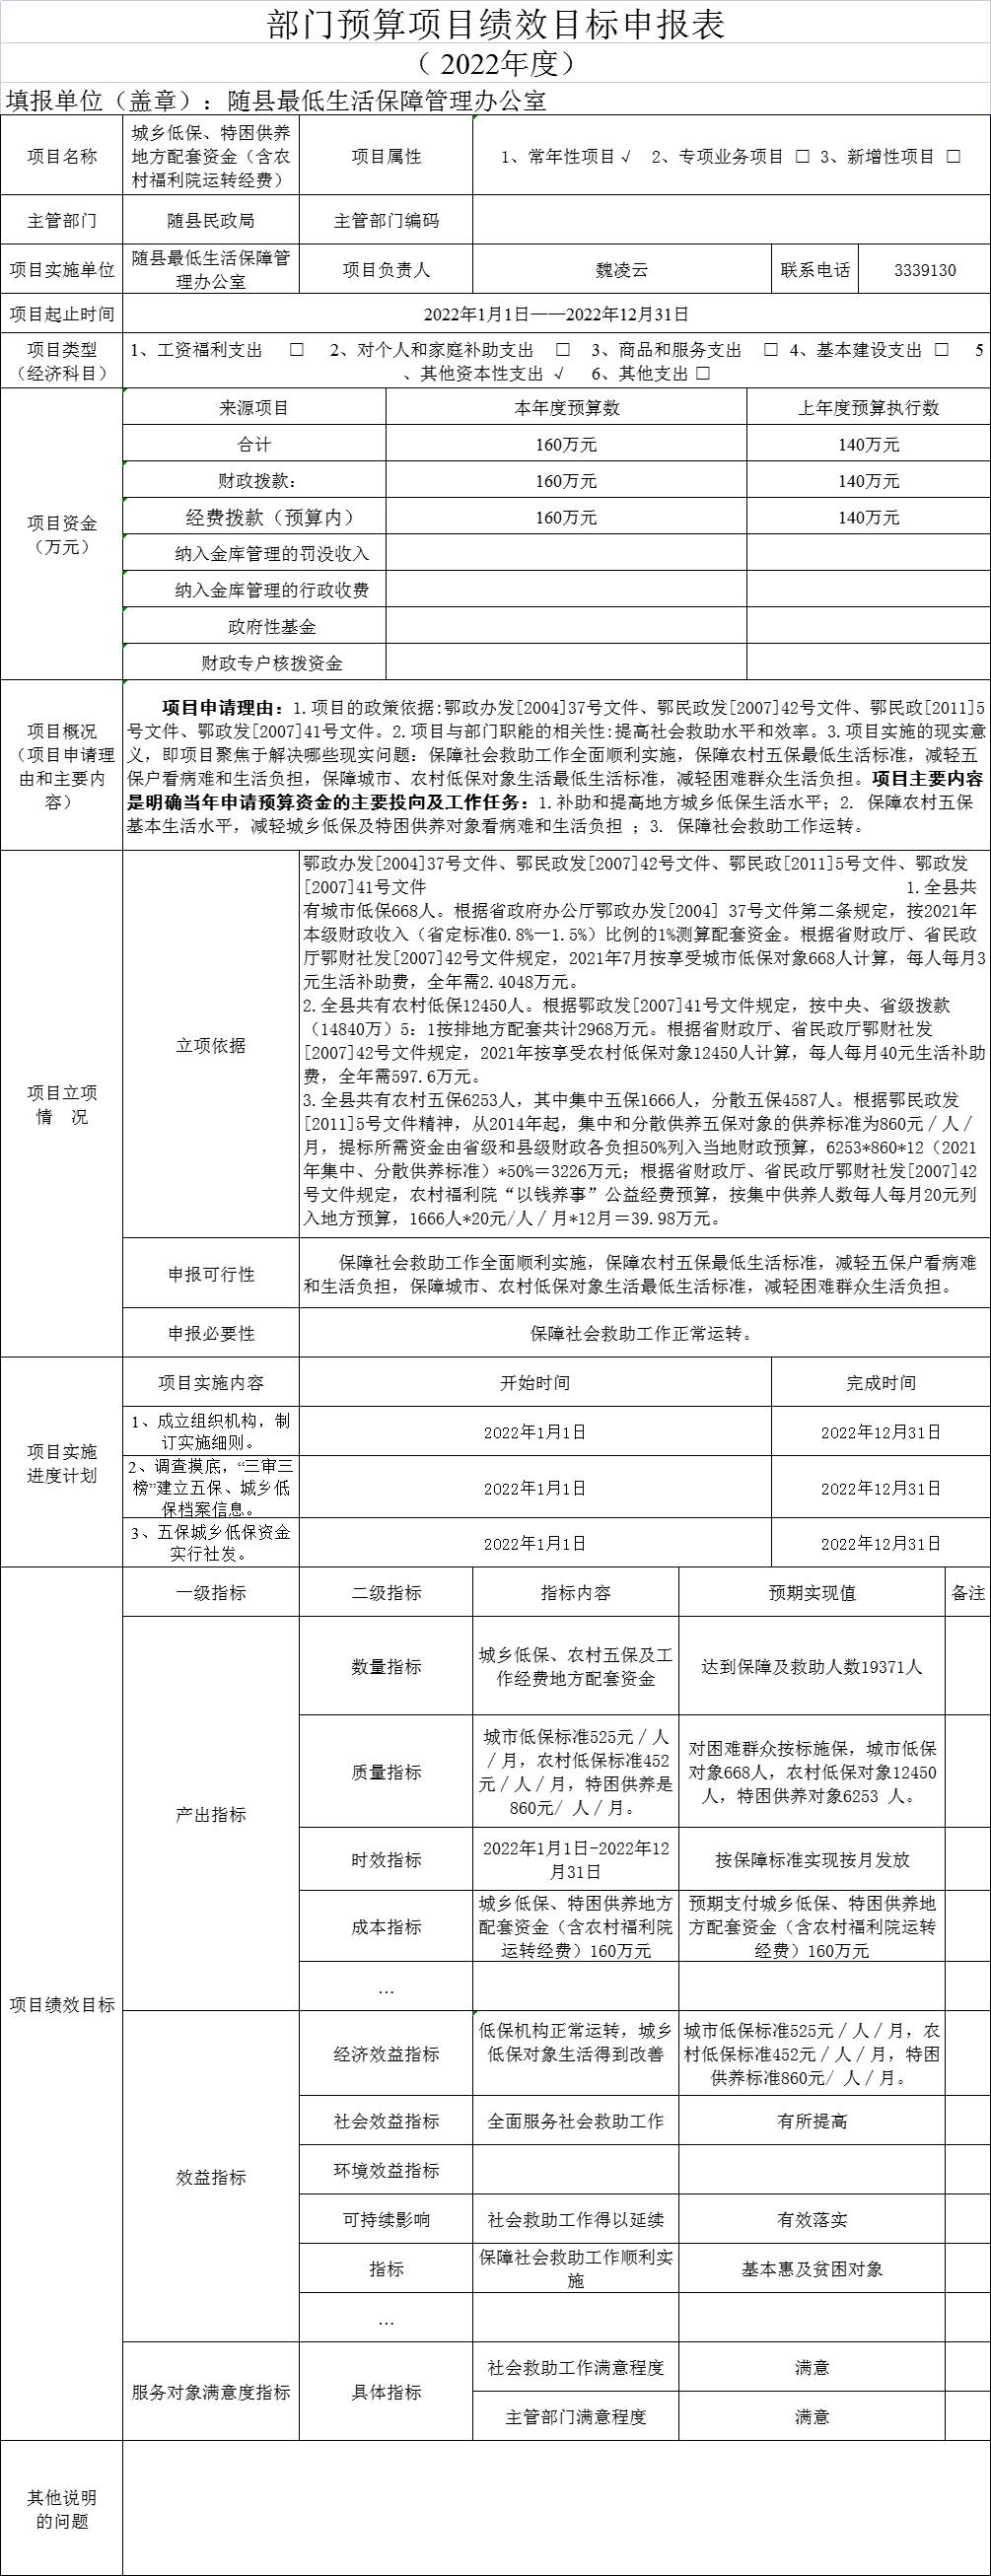 部门预算项目绩效目标申报表
（ 2022年度）
填报单位（盖章）：随县最低生活保障管理办公室
项目名称
城乡低保、特困供养
地方配套资金（含农
村福利院运转经费）
项目属性
1、常年性项目√ 2、专项业务项目 □ 3、新增性项目 □
主管部门
随县民政局
主管部门编码
项目实施单位
随县最低生活保障管
理办公室
项目负责人
魏凌云
联系电话
3339130
项目起止时间
2022年1月1日——2022年12月31日
项目类型
（经济科目）
1、工资福利支出 □ 2、对个人和家庭补助支出 □ 3、商品和服务支出 □ 4、基本建设支出 □ 5
、其他资本性支出 √ 6、其他支出 □
项目资金
（万元）
来源项目
本年度预算数
上年度预算执行数
合计
160万元
140万元
财政拨款：
160万元
140万元
经费拨款（预算内）
160万元
140万元
纳入金库管理的罚没收入
纳入金库管理的行政收费
政府性基金
财政专户核拨资金
项目概况
（项目申请理
由和主要内
容）
项目申请理由：1.项目的政策依据:鄂政办发[2004]37号文件、鄂民政发[2007]42号文件、鄂民政[2011]5
号文件、鄂政发[2007]41号文件。2.项目与部门职能的相关性:提高社会救助水平和效率。3.项目实施的现实意
义，即项目聚焦于解决哪些现实问题：保障社会救助工作全面顺利实施，保障农村五保最低生活标准，减轻五
保户看病难和生活负担，保障城市、农村低保对象生活最低生活标准，减轻困难群众生活负担。项目主要内容
是明确当年申请预算资金的主要投向及工作任务：1.补助和提高地方城乡低保生活水平；2. 保障农村五保
基本生活水平，减轻城乡低保及特困供养对象看病难和生活负担 ；3. 保障社会救助工作运转。
项目立项
情 况
立项依据
鄂政办发[2004]37号文件、鄂民政发[2007]42号文件、鄂民政[2011]5号文件、鄂政发
[2007]41号文件 1.全县共
有城市低保668人。根据省政府办公厅鄂政办发[2004] 37号文件第二条规定，按2021年
本级财政收入（省定标准0.8%—1.5%）比例的1%测算配套资金。根据省财政厅、省民政
厅鄂财社发[2007]42号文件规定，2021年7月按享受城市低保对象668人计算，每人每月3
元生活补助费，全年需2.4048万元。
2.全县共有农村低保12450人。根据鄂政发[2007]41号文件规定，按中央、省级拨款
（14840万）5：1按排地方配套共计2968万元。根据省财政厅、省民政厅鄂财社发
[2007]42号文件规定，2021年按享受农村低保对象12450人计算，每人每月40元生活补助
费，全年需597.6万元。
3.全县共有农村五保6253人，其中集中五保1666人，分散五保4587人。根据鄂民政发
[2011]5号文件精神，从2014年起，集中和分散供养五保对象的供养标准为860元／人／
月，提标所需资金由省级和县级财政各负担50%列入当地财政预算，6253*860*12（2021
年集中、分散供养标准）*50%＝3226万元；根据省财政厅、省民政厅鄂财社发[2007]42
号文件规定，农村福利院“以钱养事”公益经费预算，按集中供养人数每人每月20元列
入地方预算，1666人*20元/人／月*12月＝39.98万元。
申报可行性
保障社会救助工作全面顺利实施，保障农村五保最低生活标准，减轻五保户看病难
和生活负担，保障城市、农村低保对象生活最低生活标准，减轻困难群众生活负担。
申报必要性
保障社会救助工作正常运转。
项目实施
进度计划
项目实施内容
开始时间
完成时间
1、成立组织机构，制
订实施细则。
2022年1月1日
2022年12月31日
2、调查摸底，“三审三
榜”建立五保、城乡低
保档案信息。
2022年1月1日
2022年12月31日
3、五保城乡低保资金
实行社发。
2022年1月1日
2022年12月31日
项目绩效目标
一级指标
二级指标
指标内容
预期实现值
备注
产出指标
数量指标
城乡低保、农村五保及工
作经费地方配套资金
达到保障及救助人数19371人
质量指标
城市低保标准525元／人
／月，农村低保标准452
元／人／月，特困供养是
860元/ 人／月。
对困难群众按标施保，城市低保
对象668人，农村低保对象12450
人，特困供养对象6253 人。
时效指标
2022年1月1日-2022年12
月31日
按保障标准实现按月发放
成本指标
城乡低保、特困供养地方
配套资金（含农村福利院
运转经费）160万元
预期支付城乡低保、特困供养地
方配套资金（含农村福利院运转
经费）160万元
…
效益指标
经济效益指标
低保机构正常运转，城乡
低保对象生活得到改善
城市低保标准525元／人／月，农
村低保标准452元／人／月，特困
供养标准860元/ 人／月。
社会效益指标
全面服务社会救助工作
有所提高
环境效益指标
可持续影响
社会救助工作得以延续
有效落实
指标
保障社会救助工作顺利实
施
基本惠及贫困对象
…
服务对象满意度指标
具体指标
社会救助工作满意程度
满意
主管部门满意程度
满意
其他说明
的问题